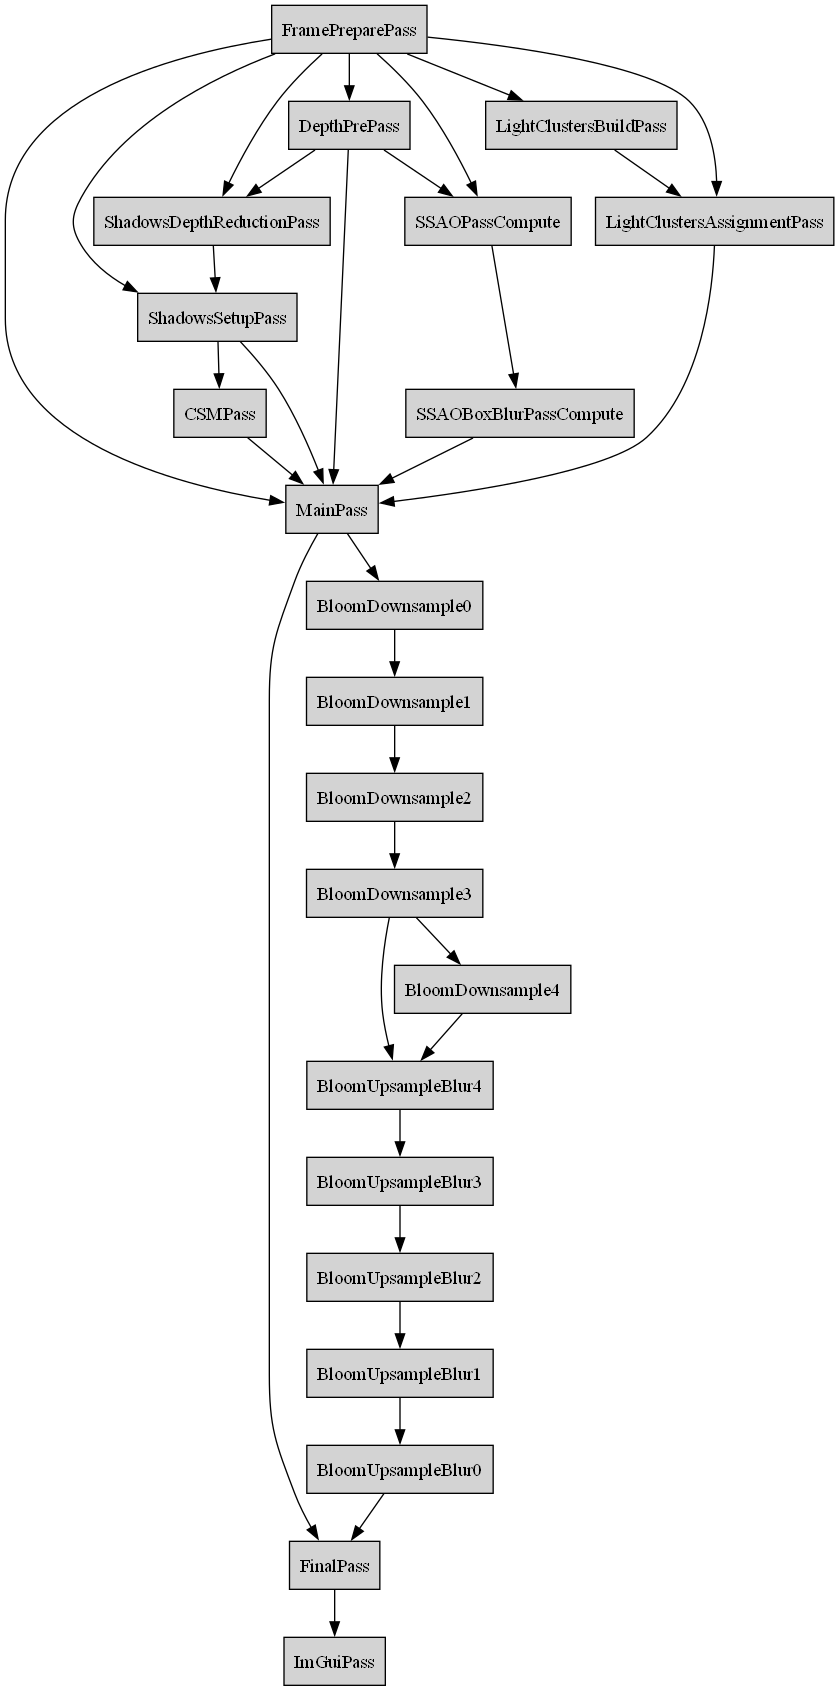 FramePreparePass
DepthPrePass
LightClustersBuildPass
ShadowsDepthReductionPass
SSAOPassCompute
LightClustersAssignmentPass
ShadowsSetupPass
CSMPass
SSAOBoxBlurPassCompute
MainPass
BloomDownsample0
BloomDownsample1
BloomDownsample2
BloomDownsample3
BloomDownsample4
BloomUpsampleBlur4
BloomUpsampleBlur3
BloomUpsampleBlur2
BloomUpsampleBlur1
BloomUpsampleBlur0
FinalPass
ImGuiPass